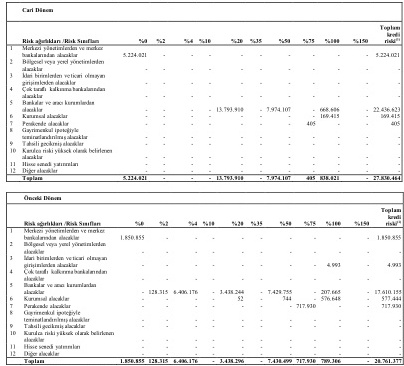 Cari Dönem
Toplam
kredi
Risk ağırlıkları /Risk Sınıfları %0 %2 %4 %10 %20 %35 %50 %75 %100 %150 riski(*)
1 Merkezi yönetimlerden ve merkez
bankalarından alacaklar 5.224.021 - - - - - - - - - 5.224.021
2 Bölgesel veya yerel yönetimlerden
alacaklar - - - - - - - - - - -
3 İdari birimlerden ve ticari olmayan
girişimlerden alacaklar - - - - - - - - - - -
4 Çok taraflı kalkınma bankalarından
alacaklar - - - - - - - - - - -
5 Bankalar ve aracı kurumlardan
alacaklar - - - - 13.793.910 - 7.974.107 - 668.606 - 22.436.623
6 Kurumsal alacaklar - - - - - - - - 169.415 - 169.415
7 Perakende alacaklar - - - - - - - 405 - - 405
8 Gayrimenkul ipoteğiyle
teminatlandırılmış alacaklar - - - - - - - - - - -
9 Tahsili gecikmiş alacaklar - - - - - - - - - - -
10 Kurulca riski yüksek olarak belirlenen
alacaklar - - - - - - - - - - -
11 Hisse senedi yatırımları - - - - - - - - - - -
12 Diğer alacaklar - - - - - - - - - - -
Toplam 5.224.021 - - - 13.793.910 - 7.974.107 405 838.021 - 27.830.464
Önceki Dönem
Toplam
kredi
Risk ağırlıkları /Risk Sınıfları %0 %2 %4 %10 %20 %35 %50 %75 %100 %150 riski(*)
1 Merkezi yönetimlerden ve merkez
bankalarından alacaklar 1.850.855 - - - - - - - - - 1.850.855
2 Bölgesel veya yerel yönetimlerden
alacaklar - - - - - - - - - - -
3 İdari birimlerden ve ticari olmayan
girişimlerden alacaklar - - - - - - - - 4.993 - 4.993
4 Çok taraflı kalkınma bankalarından
alacaklar - - - - - - - - - - -
5 Bankalar ve aracı kurumlardan
alacaklar - 128.315 6.406.176 - 3.438.244 - 7.429.755 - 207.665 - 17.610.155
6 Kurumsal alacaklar - - - - 52 - 744 - 576.648 - 577.444
7 Perakende alacaklar - - - - - - - 717.930 - - 717.930
8 Gayrimenkul ipoteğiyle
teminatlandırılmış alacaklar - - - - - - - - - - -
9 Tahsili gecikmiş alacaklar - - - - - - - - - - -
10 Kurulca riski yüksek olarak belirlenen
alacaklar - - - - - - - - - - -
11 Hisse senedi yatırımları - - - - - - - - - - -
12 Diğer alacaklar - - - - - - - - - - -
Toplam 1.850.855 128.315 6.406.176 - 3.438.296 - 7.430.499 717.930 789.306 - 20.761.377